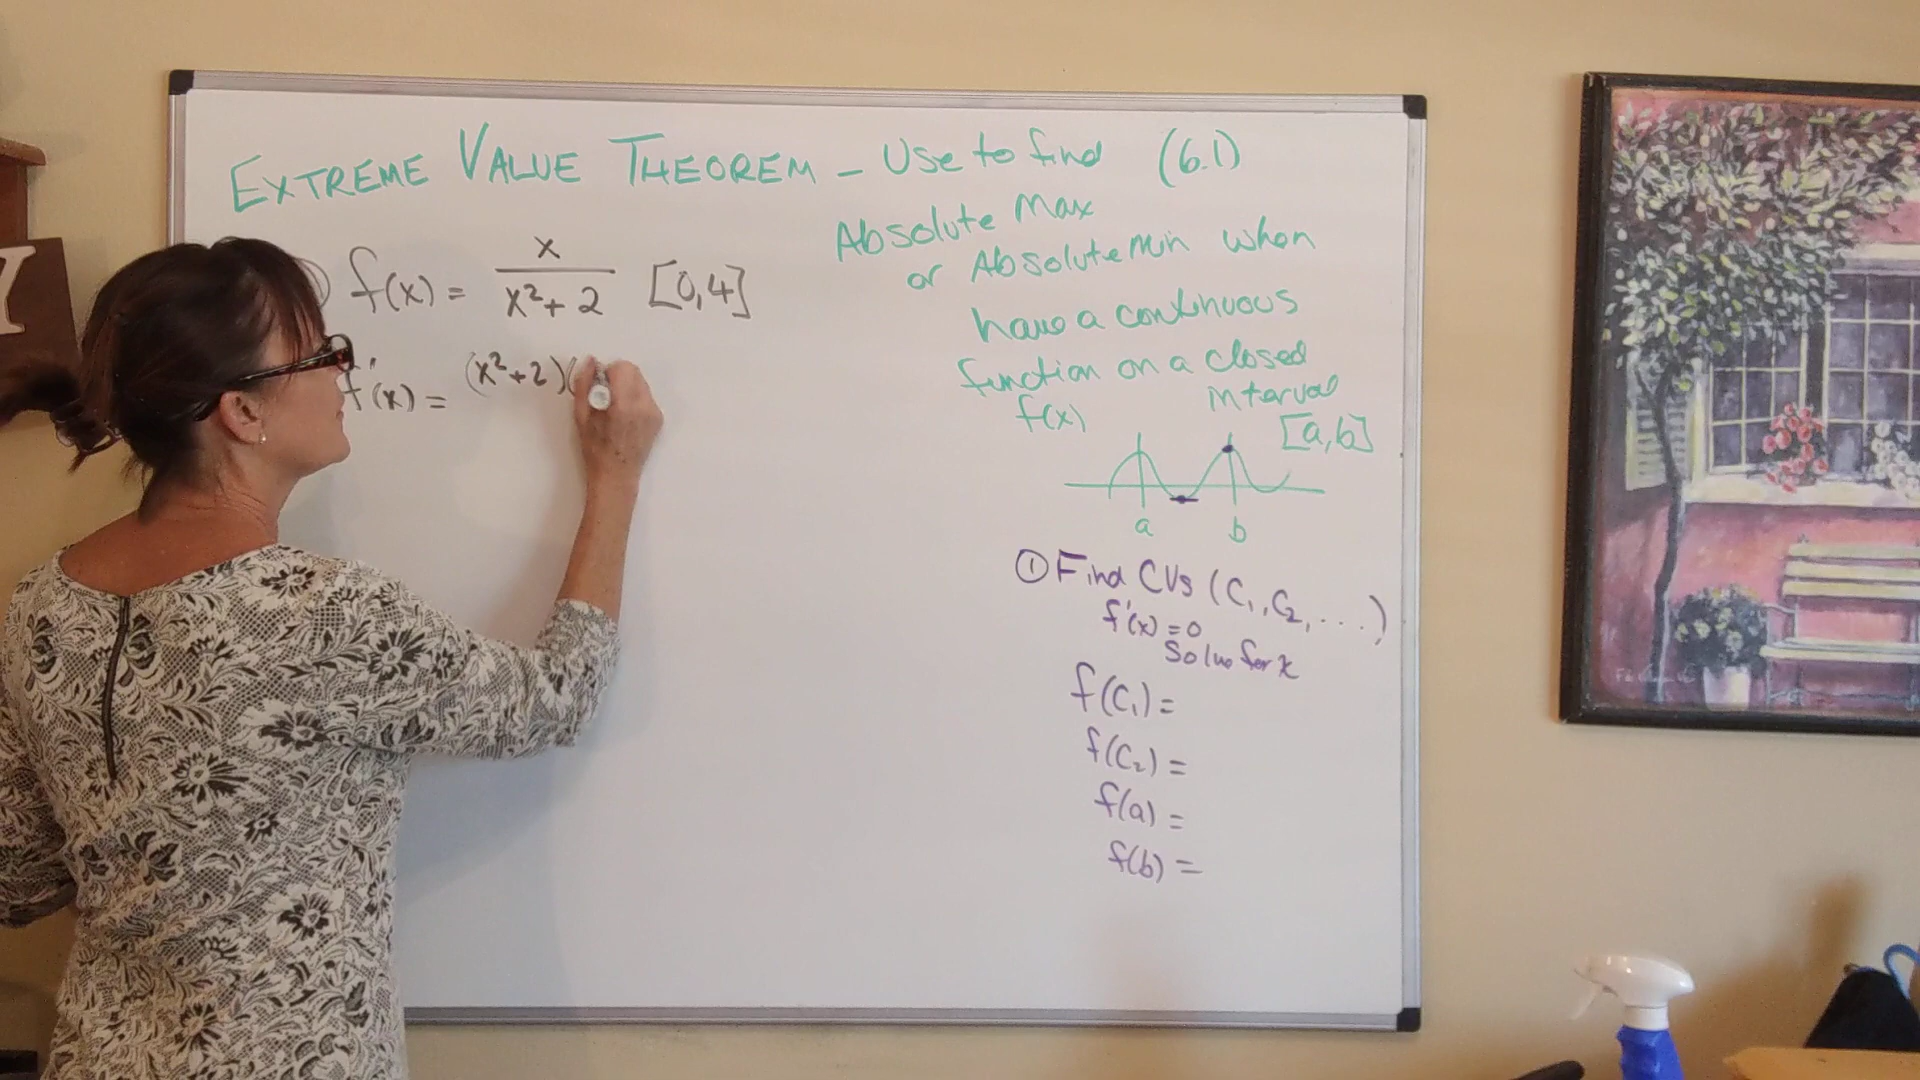 EXTREME VALUE THEOREM – Use to find (6.1)
Absolute Max
or Absolute Min when
have a continuous
function on a closed
f(x) interval
[a,b]
a b
f(x) = x / x²+2 [0,4]
f'(x) = (x²+2)(
① Find CVs (C₁, C₂, ....)
f'(x) = 0
Solve for x
f(C₁) =
f(C₂) =
f(a) =
f(b) =
Y